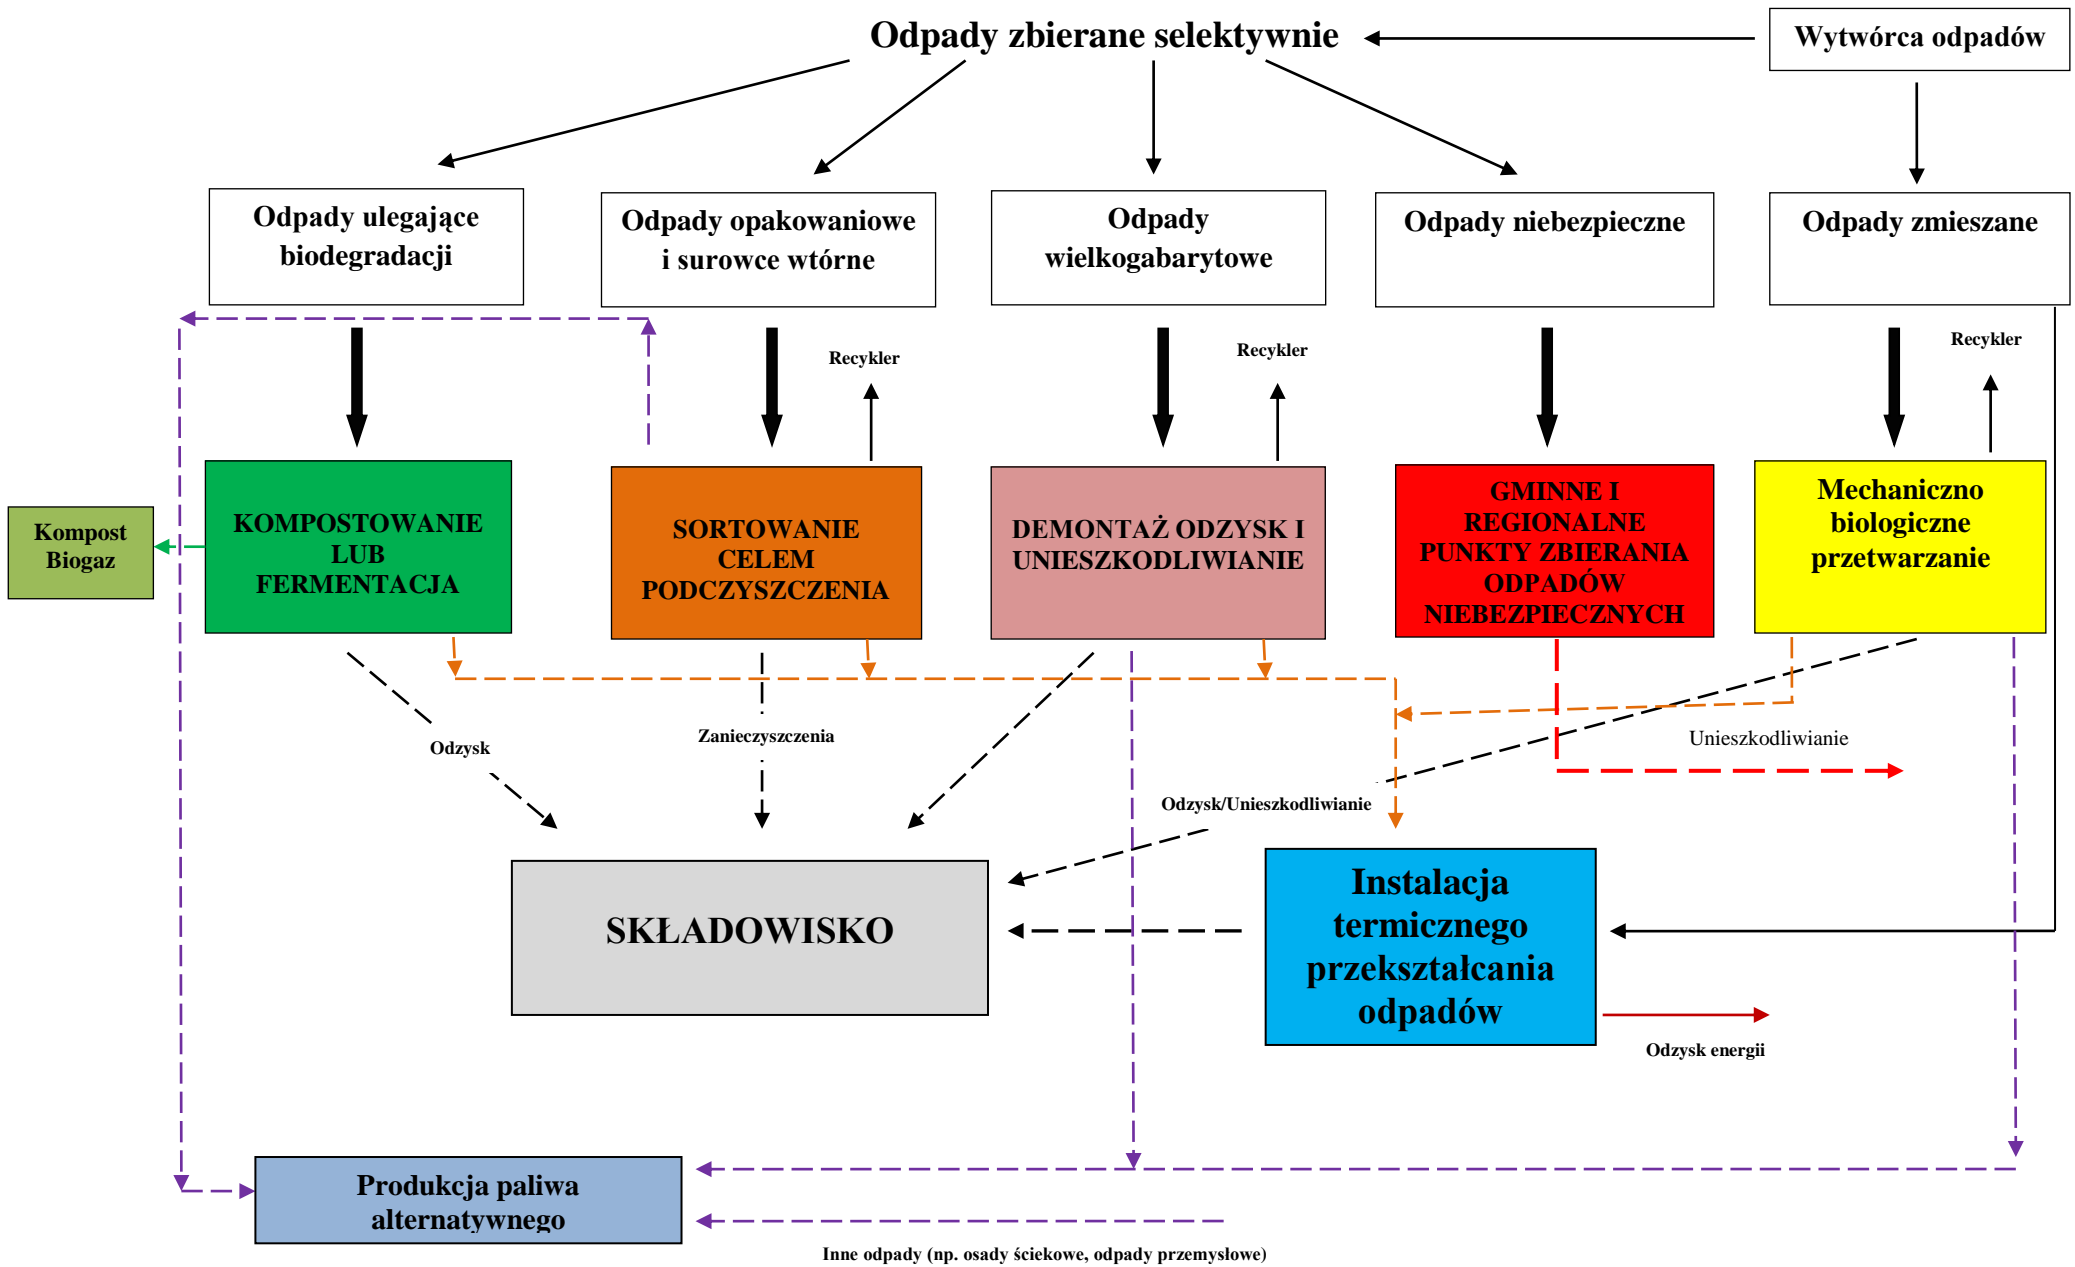 Odpady zbierane selektywnie
Wytwórca odpadów
Odpady ulegające
biodegradacji
Odpady opakowaniowe
i surowce wtórne
Odpady
wielkogabarytowe
Odpady niebezpieczne
Odpady zmieszane
Recykler
Recykler
Recykler
Kompost
Biogaz
KOMPOSTOWANIE
LUB
FERMENTACJA
SORTOWANIE
CELEM
PODCZYSZCZENIA
DEMONTAŻ ODZYSK I
UNIESZKODLIWIANIE
GMINNE I
REGIONALNE
PUNKTY ZBIERANIA
ODPADÓW
NIEBEZPIECZNYCH
Mechaniczno
biologiczne
przetwarzanie
Odzysk
Zanieczyszczenia
Unieszkodliwianie
Odzysk/Unieszkodliwianie
SKŁADOWISKO
Instalacja
termicznego
przekształcania
odpadów
Odzysk energii
Produkcja paliwa
alternatywnego
Inne odpady (np. osady ściekowe, odpady przemysłowe)